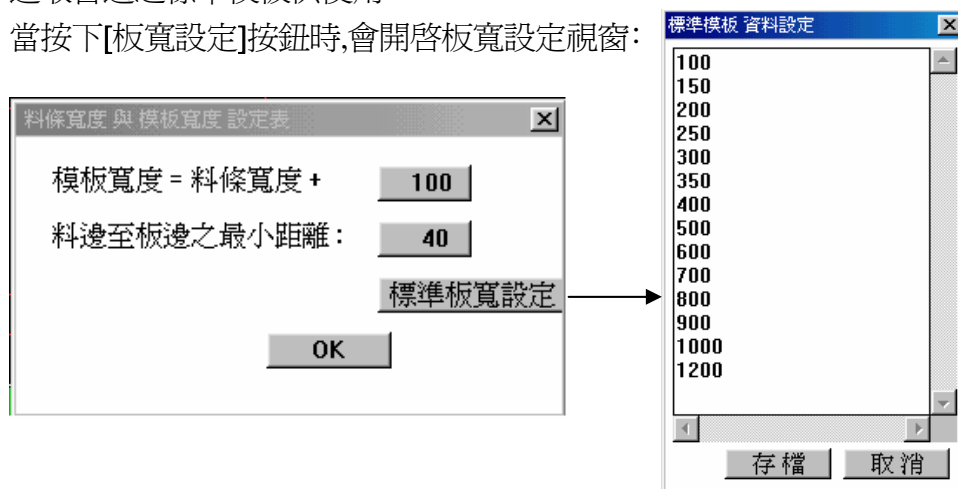 當按下[板寬設定]按鈕時,會開啓板寬設定視窗:
料條寬度 與 模板寬度 設定表
模板寬度 = 料條寬度 +
100
料邊至板邊之最小距離 :
40
標準板寬設定
OK
標準模板 資料設定
100
150
200
250
300
350
400
500
600
700
800
900
1000
1200
存檔
取消